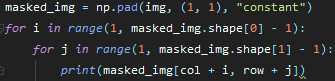 masked_img = np.pad(img, (1, 1), "constant")
for i in range(1, masked_img.shape[0] - 1):
    for j in range(1, masked_img.shape[1] - 1):
        print(masked_img[col + i, row + j])